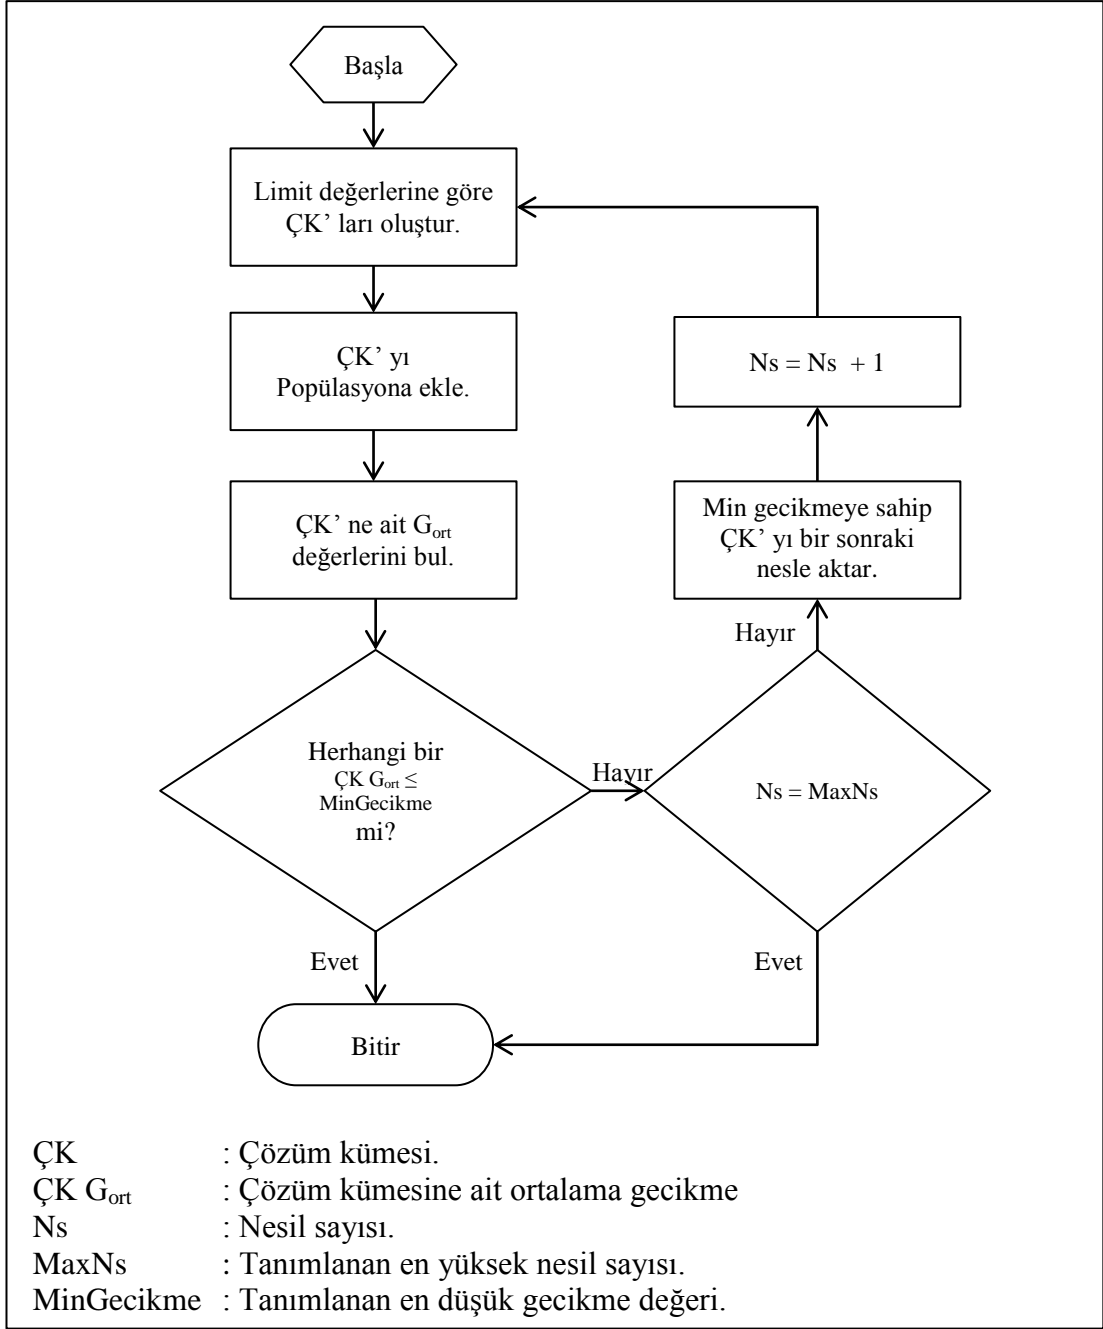 Başla
Limit değerlerine göre
ÇK’ ları oluştur.
ÇK’ yı
Popülasyona ekle.
Ns = Ns + 1
ÇK’ ne ait Gort
değerlerini bul.
Min gecikmeye sahip
ÇK’ yı bir sonraki
nesle aktar.
Hayır
Herhangi bir
ÇK Gort ≤
MinGecikme
mi?
Hayır
Ns = MaxNs
Evet
Evet
Bitir
ÇK : Çözüm kümesi.
ÇK Gort : Çözüm kümesine ait ortalama gecikme
Ns : Nesil sayısı.
MaxNs : Tanımlanan en yüksek nesil sayısı.
MinGecikme : Tanımlanan en düşük gecikme değeri.